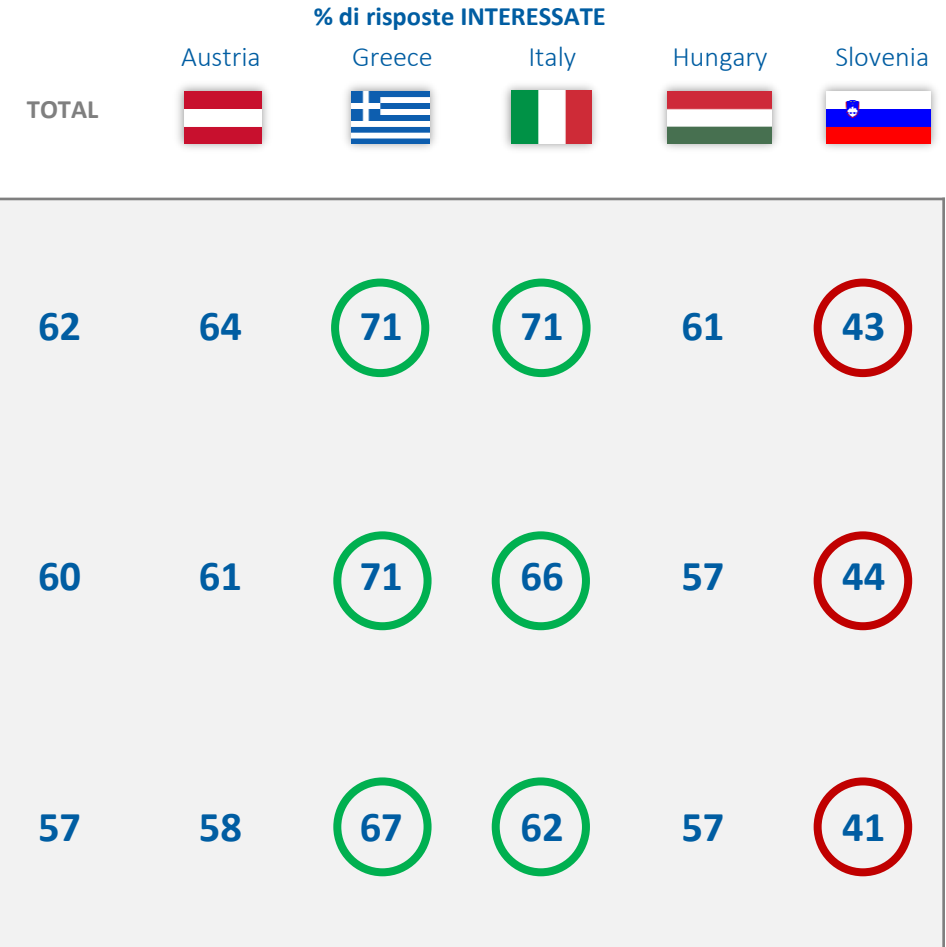 % di risposte INTERESSATE
Austria Greece Italy Hungary Slovenia
TOTAL
62 64 71 71 61 43
60 61 71 66 57 44
57 58 67 62 57 41